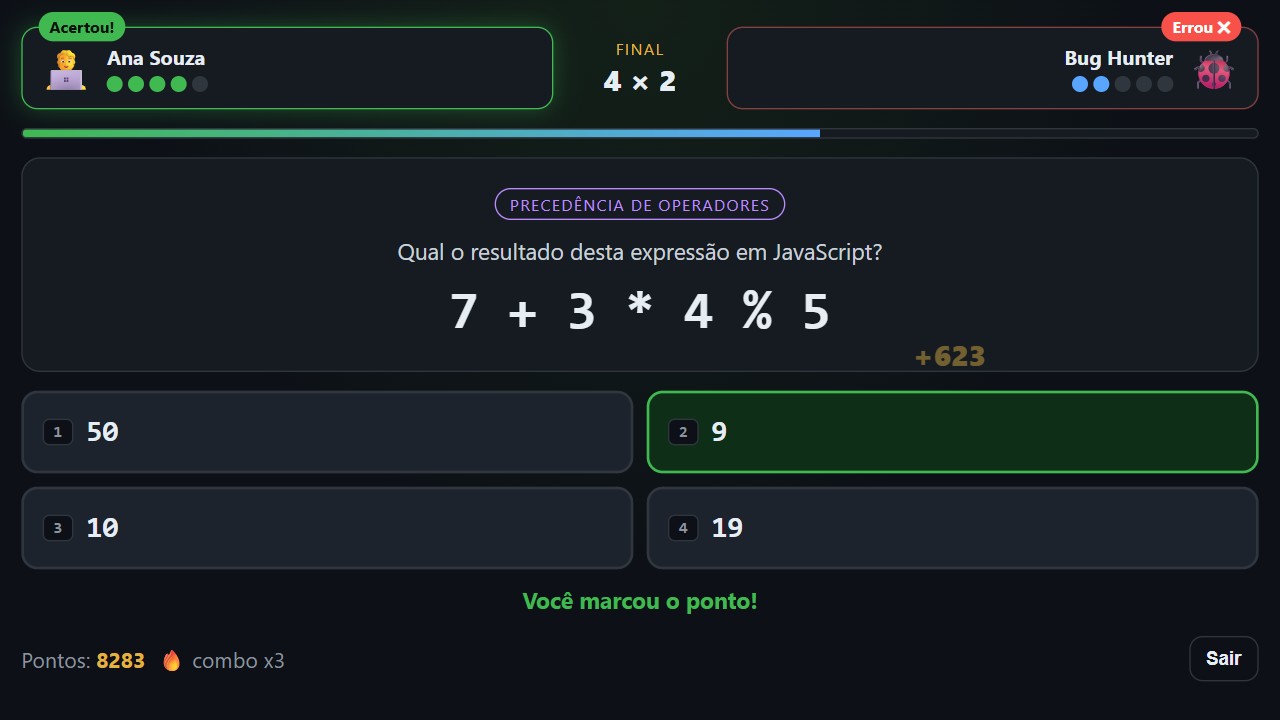 Acertou!
Errou ✕
Ana Souza
FINAL
4 × 2
Bug Hunter
PRECEDÊNCIA DE OPERADORES
Qual o resultado desta expressão em JavaScript?
7 + 3 * 4 % 5
+623
1 50
2 9
3 10
4 19
Você marcou o ponto!
Pontos: 8283 🔥 combo x3
Sair